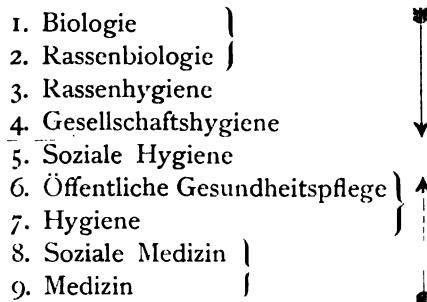 1. Biologie
2. Rassenbiologie
3. Rassenhygiene
4. Gesellschaftshygiene
5. Soziale Hygiene
6. Öffentliche Gesundheitspflege
7. Hygiene
8. Soziale Medizin
9. Medizin